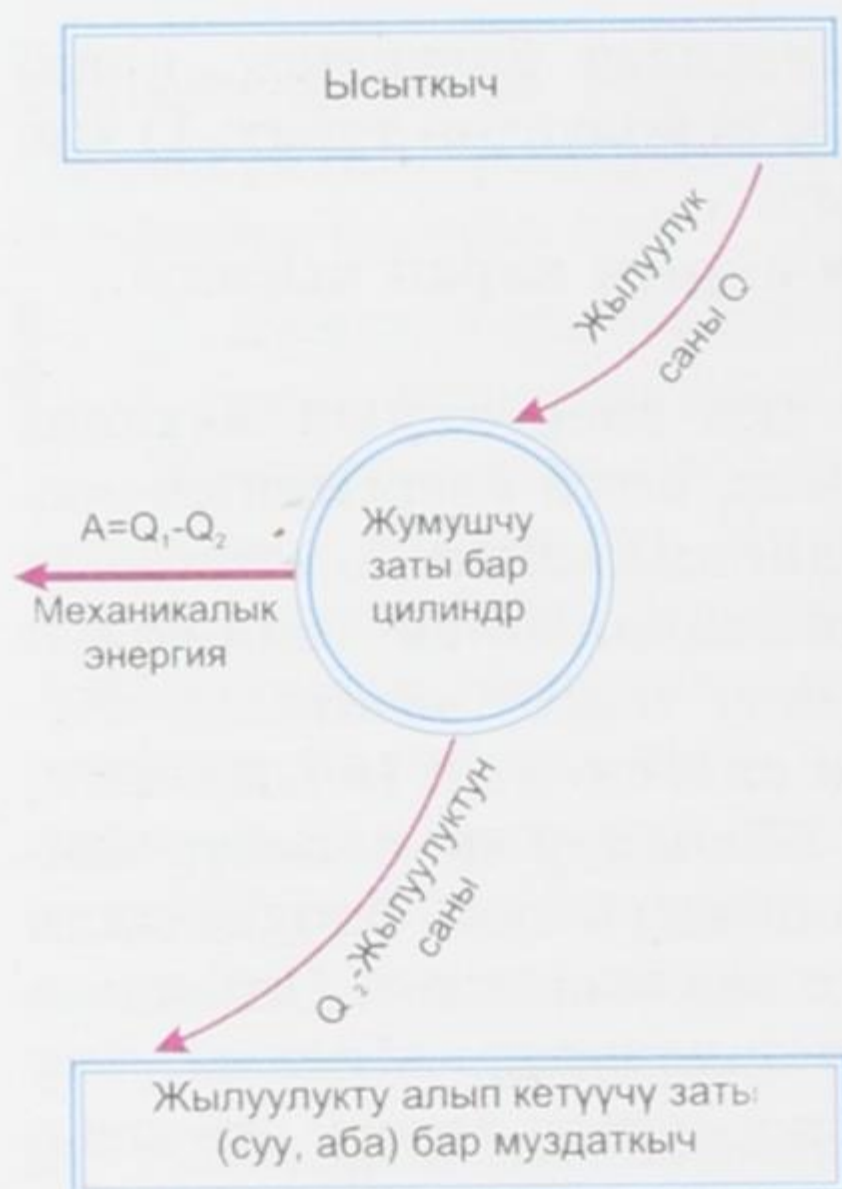 Ысыткыч
Жылуулук
саны Q
A=Q₁-Q₂
Механикалык
энергия
Жумушчу
заты бар
цилиндр
Q₂-Жылуулуктун
саны
Жылуулукту алып кетүүчү заты
(суу, аба) бар муздаткыч